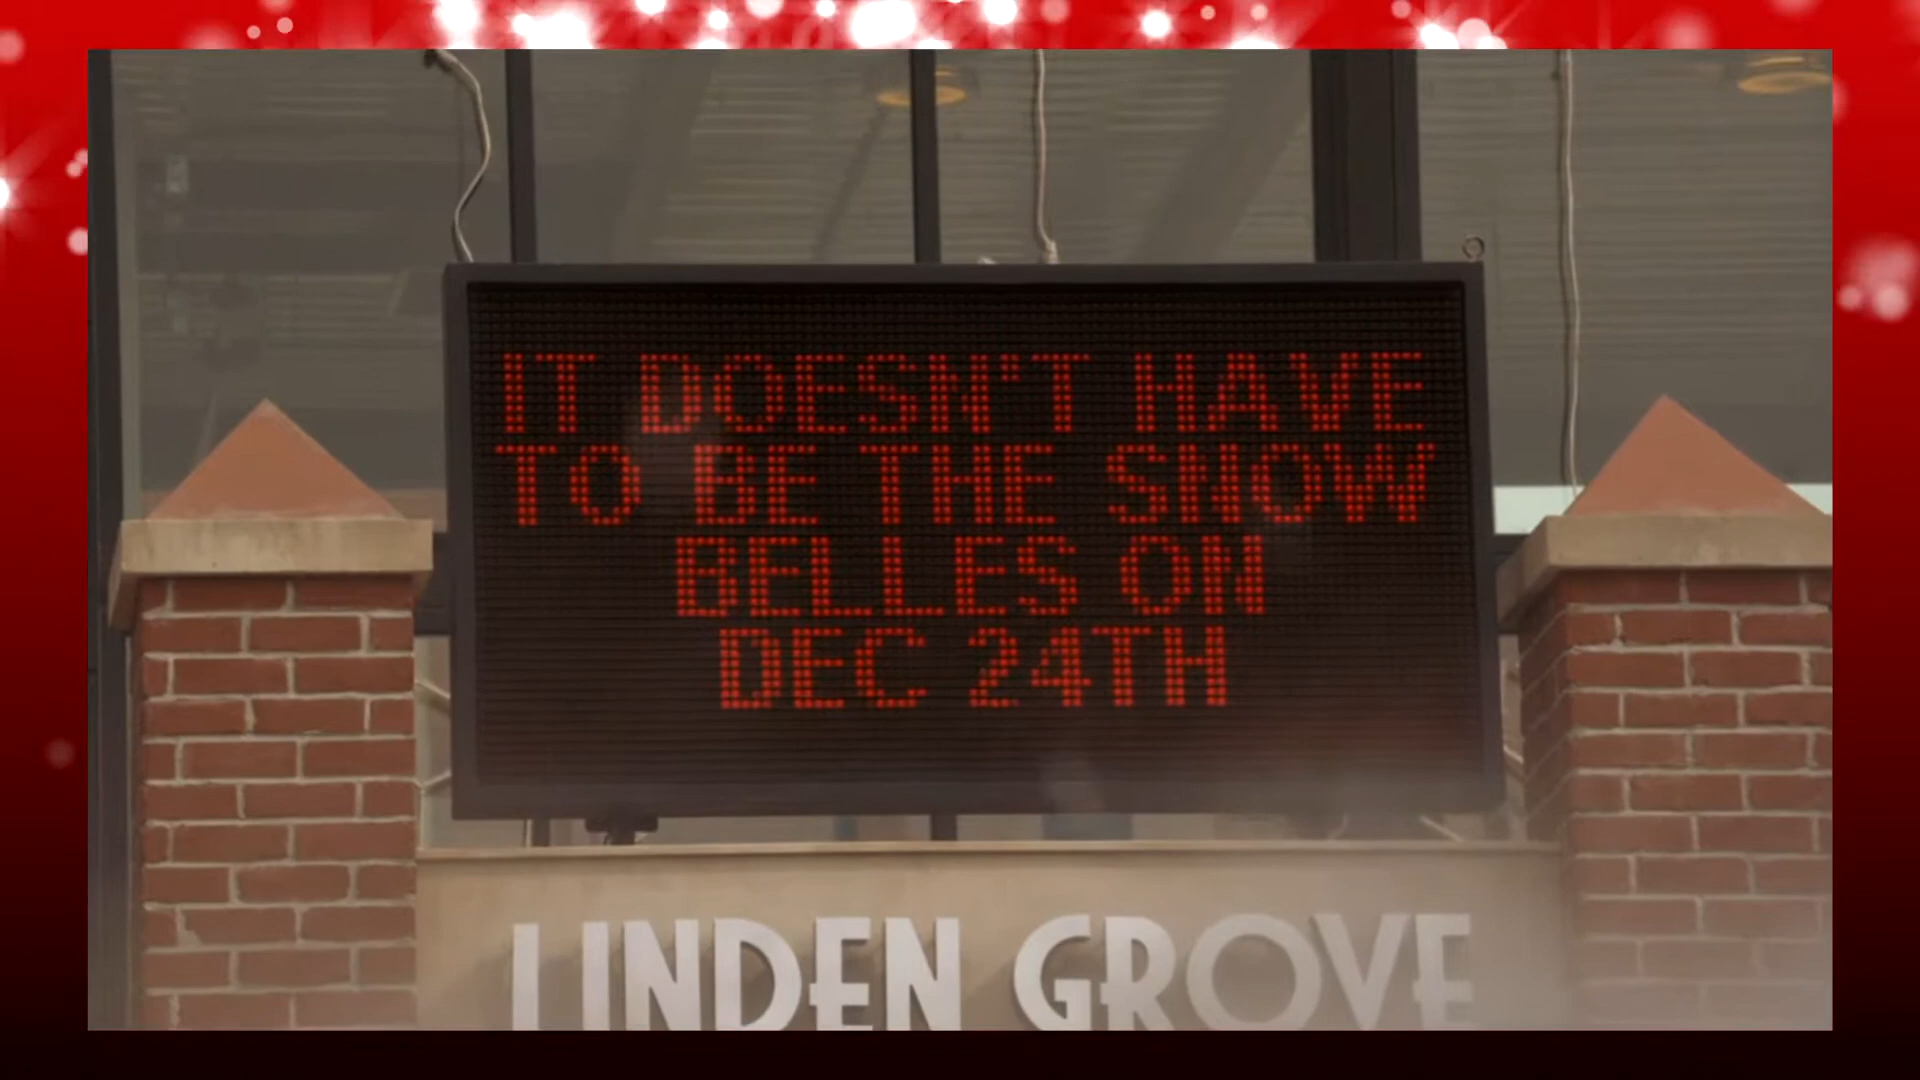 IT DOESN'T HAVE
TO BE THE SNOW
BELLES ON
DEC 24TH
LINDEN GROVE